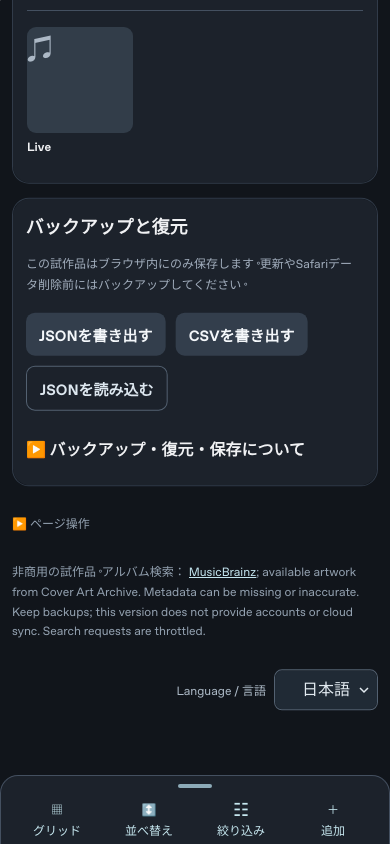 Live
バックアップと復元
この試作品はブラウザ内にのみ保存します。更新やSafariデー
タ削除前にはバックアップしてください。
JSONを書き出す
CSVを書き出す
JSONを読み込む
バックアップ・復元・保存について
ページ操作
非商用の試作品。アルバム検索： MusicBrainz; available artwork
from Cover Art Archive. Metadata can be missing or inaccurate.
Keep backups; this version does not provide accounts or cloud
sync. Search requests are throttled.
Language / 言語
日本語
グリッド
並べ替え
絞り込み
追加